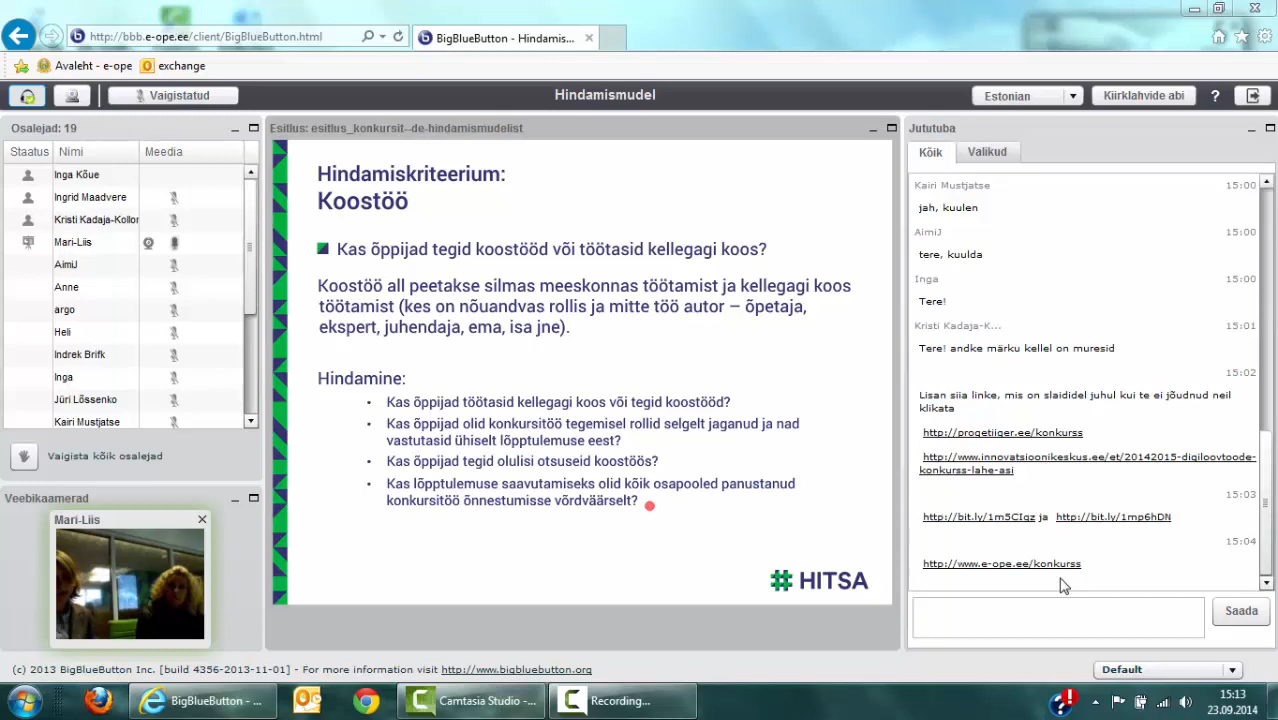 http://bbb.e-ope.ee/client/BigBlueButton.html
BigBlueButton - Hindamis...
Avaleht - e-ope
exchange
Vaigistatud
Hindamismudel
Estonian
Kiirklahvide abi
?
Osalejad: 19
Staatus Nimi Meedia
Inga Kõue
Ingrid Maadvere
Kristi Kadaja-Kollor
Mari-Liis
AimiJ
Anne
argo
Heli
Indrek Brifk
Inga
Jüri Lõssenko
Kairi Mustjatse
Vaigista kõik osalejad
Veebikaamerad
Mari-Liis
Esitlus: esitlus_konkursit--de-hindamismudelist
Hindamiskriteerium:
Koostöö
Kas õppijad tegid koostööd või töötasid kellegagi koos?
Koostöö all peetakse silmas meeskonnas töötamist ja kellegagi koos
töötamist (kes on nõuandvas rollis ja mitte töö autor – õpetaja,
ekspert, juhendaja, ema, isa jne).
Hindamine:
• Kas õppijad töötasid kellegagi koos või tegid koostööd?
• Kas õppijad olid konkursitöö tegemisel rollid selgelt jaganud ja nad
vastutasid ühiselt lõpptulemuse eest?
• Kas õppijad tegid olulisi otsuseid koostöös?
• Kas lõpptulemuse saavutamiseks olid kõik osapooled panustanud
konkursitöö õnnestumisse võrdväärselt?
HITSA
Jututuba
Kõik Valikud
Kairi Mustjatse 15:00
jah, kuulen
AimiJ 15:00
tere, kuulda
Inga 15:00
Tere!
Kristi Kadaja-K... 15:01
Tere! andke märku kellel on muresid
15:02
Lisan siia linke, mis on slaididel juhul kui te ei jõudnud neil
klikata
http://progetiiger.ee/konkurss
http://www.innovatsioonikeskus.ee/et/20142015-digiloovtoode-
konkurss-lahe-asi
15:03
http://bit.ly/1m5CIqz ja http://bit.ly/1mp6hDN
15:04
http://www.e-ope.ee/konkurss
Saada
(c) 2013 BigBlueButton Inc. [build 4356-2013-11-01] - For more information visit http://www.bigbluebutton.org
Default
BigBlueButton - ...
Camtasia Studio - ...
Recording...
15:13
23.09.2014